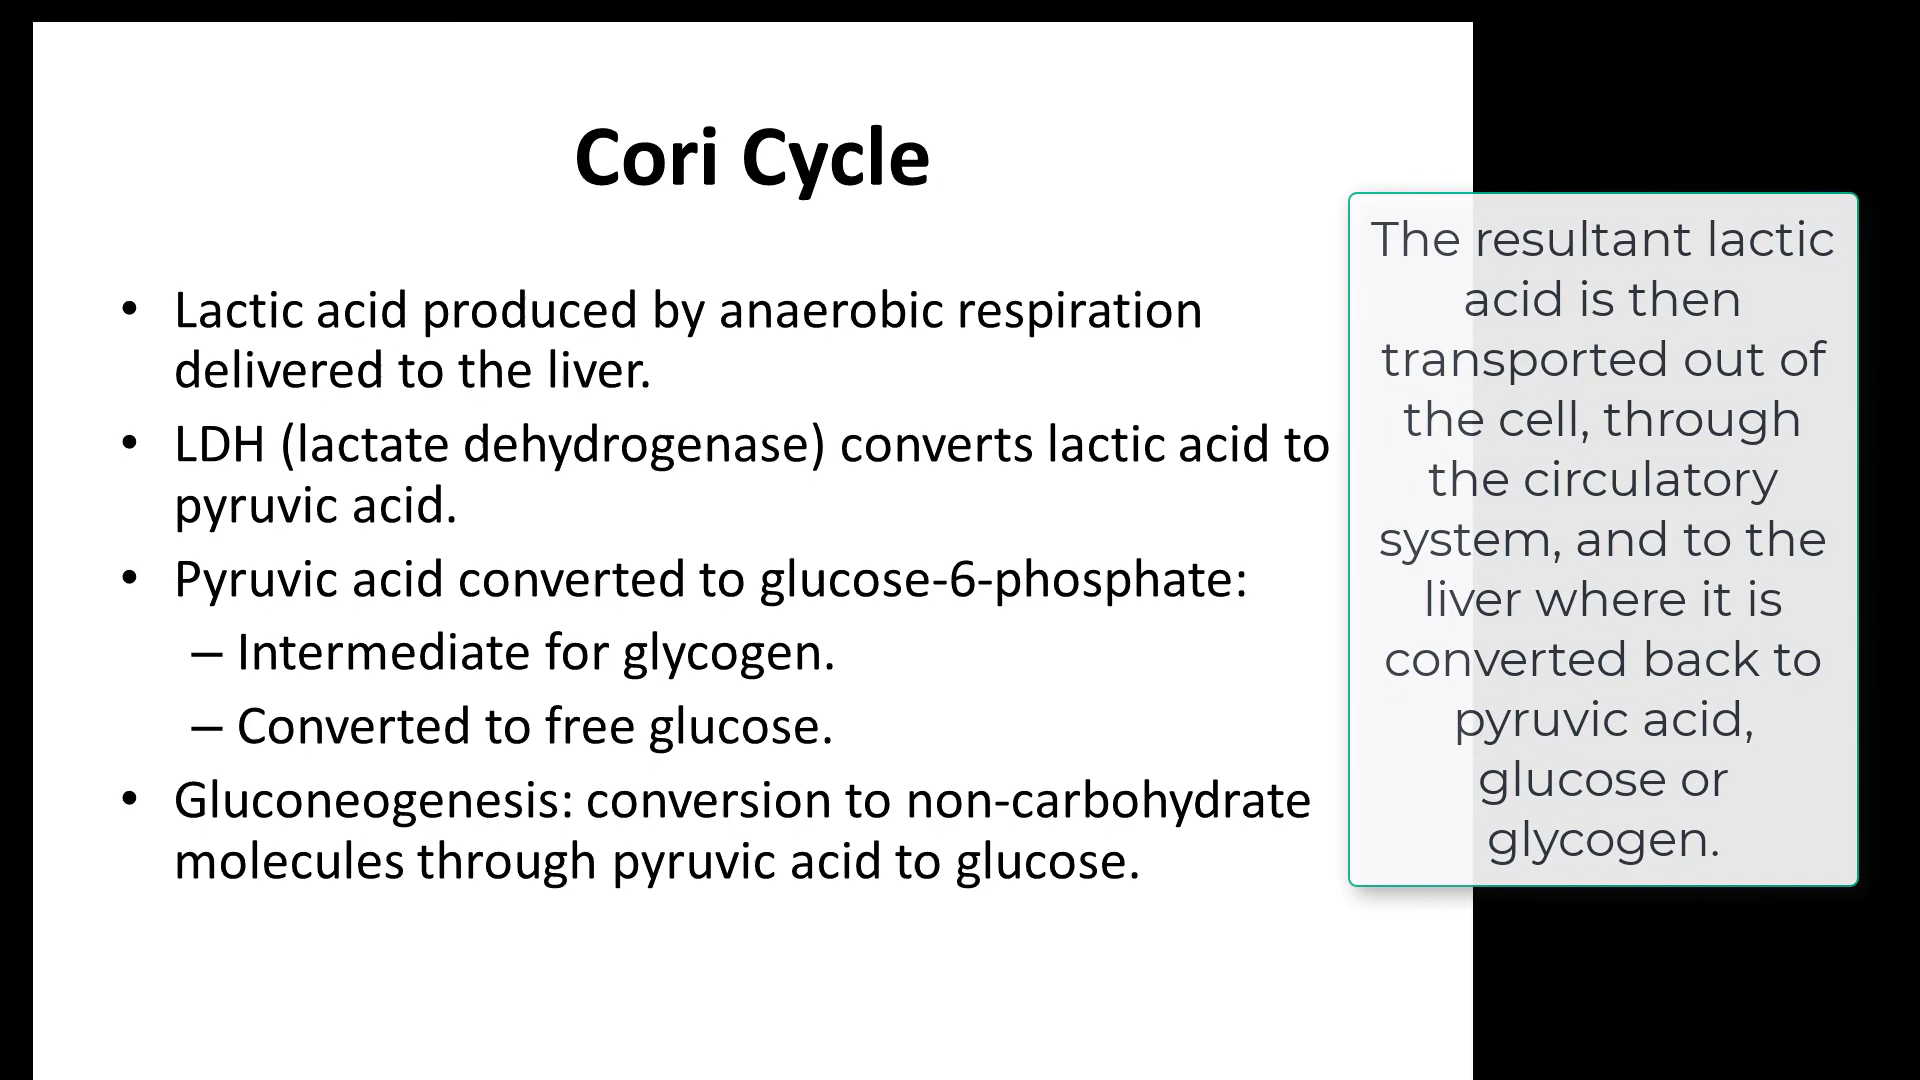 Cori Cycle
• Lactic acid produced by anaerobic respiration
delivered to the liver.
• LDH (lactate dehydrogenase) converts lactic acid to
pyruvic acid.
• Pyruvic acid converted to glucose-6-phosphate:
– Intermediate for glycogen.
– Converted to free glucose.
• Gluconeogenesis: conversion to non-carbohydrate
molecules through pyruvic acid to glucose.
The resultant lactic
acid is then
transported out of
the cell, through
the circulatory
system, and to the
liver where it is
converted back to
pyruvic acid,
glucose or
glycogen.